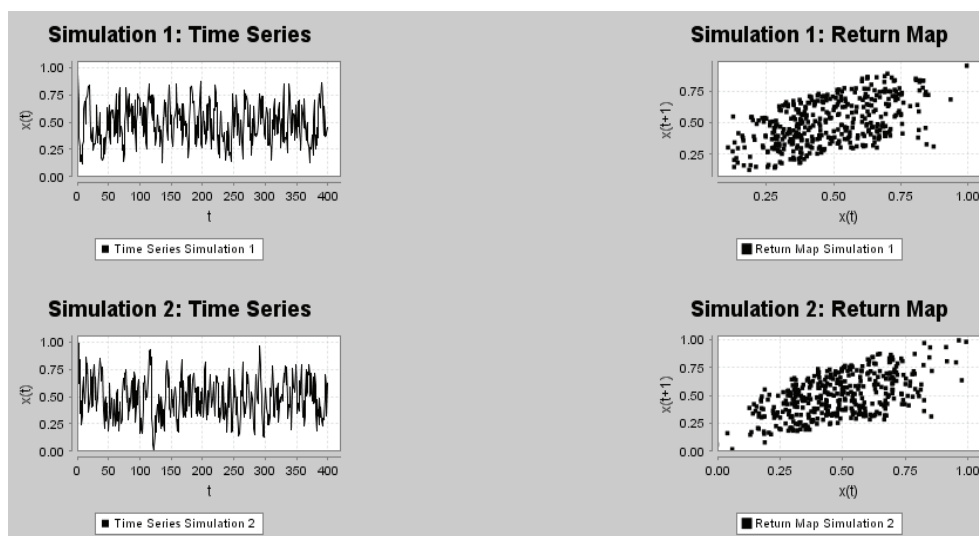 Simulation 1: Time Series
1.00
0.75
0.50
0.25
0.00
x(t)
0 50 100 150 200 250 300 350 400
t
Time Series Simulation 1
Simulation 1: Return Map
0.75
0.50
0.25
x(t+1)
0.25 0.50 0.75 1.00
x(t)
Return Map Simulation 1
Simulation 2: Time Series
1.00
0.75
0.50
0.25
0.00
x(t)
0 50 100 150 200 250 300 350 400
t
Time Series Simulation 2
Simulation 2: Return Map
1.00
0.75
0.50
0.25
0.00
x(t+1)
0.00 0.25 0.50 0.75 1.00
x(t)
Return Map Simulation 2